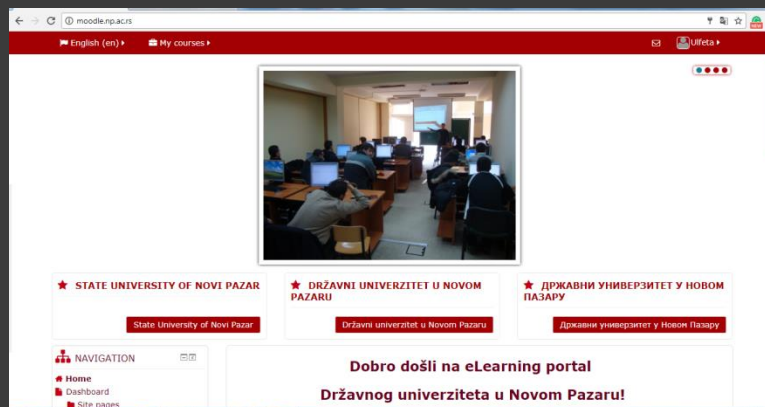 moodle.np.ac.rs
English (en)
My courses
Ulfeta
STATE UNIVERSITY OF NOVI PAZAR
State University of Novi Pazar
DRŽAVNI UNIVERZITET U NOVOM
PAZARU
Državni univerzitet u Novom Pazaru
ДРЖАВНИ УНИВЕРЗИТЕТ У НОВОМ
ПАЗАРУ
Државни универзитет у Новом Пазару
NAVIGATION
Home
Dashboard
Site pages
Dobro došli na eLearning portal
Državnog univerziteta u Novom Pazaru!